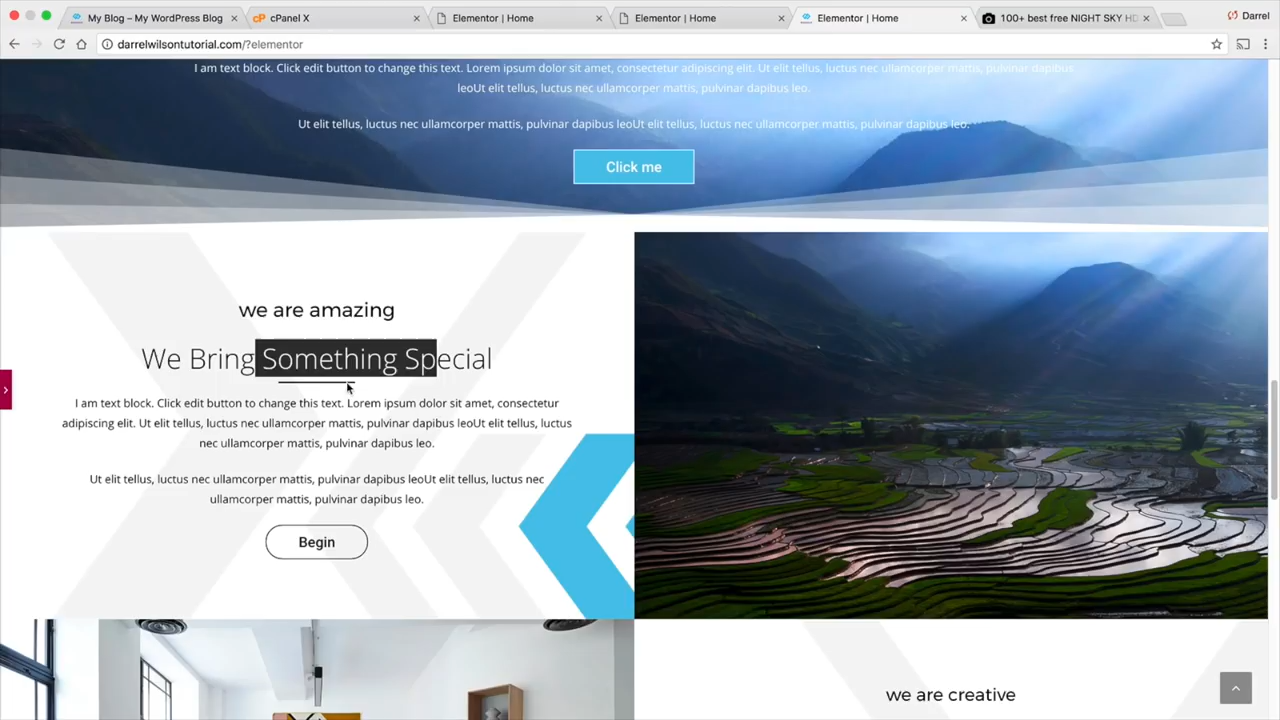 My Blog – My WordPress Blog
cPanel X
Elementor | Home
Elementor | Home
Elementor | Home
100+ best free NIGHT SKY HD
Darrel
darrelwilsontutorial.com/?elementor
I am text block. Click edit button to change this text. Lorem ipsum dolor sit amet, consectetur adipiscing elit. Ut elit tellus, luctus nec ullamcorper mattis, pulvinar dapibus
leoUt elit tellus, luctus nec ullamcorper mattis, pulvinar dapibus leo.
Ut elit tellus, luctus nec ullamcorper mattis, pulvinar dapibus leoUt elit tellus, luctus nec ullamcorper mattis, pulvinar dapibus leo.
Click me
we are amazing
We Bring Something Special
I am text block. Click edit button to change this text. Lorem ipsum dolor sit amet, consectetur
adipiscing elit. Ut elit tellus, luctus nec ullamcorper mattis, pulvinar dapibus leoUt elit tellus, luctus
nec ullamcorper mattis, pulvinar dapibus leo.
Ut elit tellus, luctus nec ullamcorper mattis, pulvinar dapibus leoUt elit tellus, luctus nec
ullamcorper mattis, pulvinar dapibus leo.
Begin
we are creative